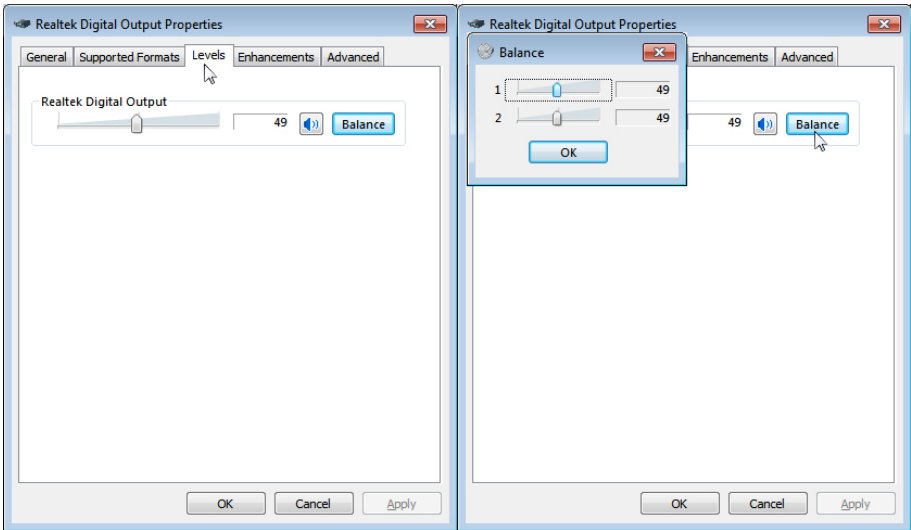 Realtek Digital Output Properties
General Supported Formats Levels Enhancements Advanced
Realtek Digital Output
49 Balance
OK Cancel Apply
Realtek Digital Output Properties
Balance
Enhancements Advanced
1 49
2 49
OK
49 Balance
OK Cancel Apply